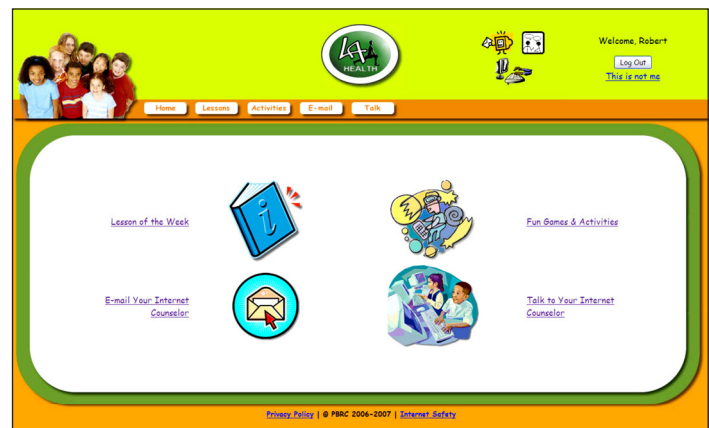 LA
HEALTH
Welcome, Robert
Log Out
This is not me
Home Lessons Activities E-mail Talk
Lesson of the Week
i
Fun Games & Activities
E-mail Your Internet
Counselor
Talk to Your Internet
Counselor
Privacy Policy | © PBRC 2006-2007 | Internet Safety